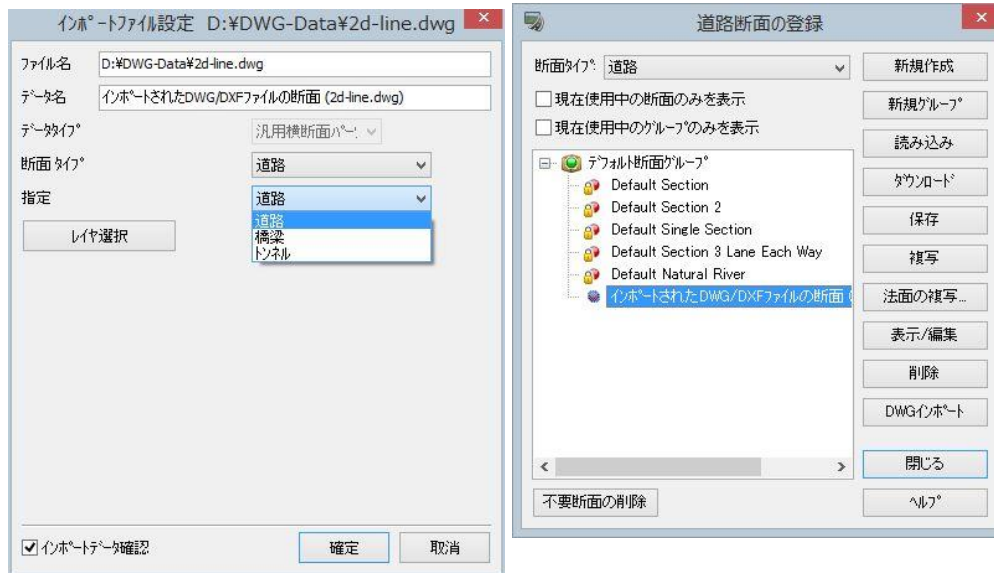 インポートファイル設定 D:¥DWG-Data¥2d-line.dwg
ファイル名 D:¥DWG-Data¥2d-line.dwg
データ名 インポートされたDWG/DXFファイルの断面 (2d-line.dwg)
データタイプ 汎用横断面パー
断面 タイプ 道路
指定 道路
道路
橋梁
トンネル
レイヤ選択
インポートデータ確認
確定
取消
道路断面の登録
断面タイプ: 道路
現在使用中の断面のみを表示
現在使用中のグループのみを表示
デフォルト断面グループ
Default Section
Default Section 2
Default Single Section
Default Section 3 Lane Each Way
Default Natural River
インポートされたDWG/DXFファイルの断面 (
不要断面の削除
新規作成
新規グループ
読み込み
ダウンロード
保存
複写
法面の複写...
表示/編集
削除
DWGインポート
閉じる
ヘルプ